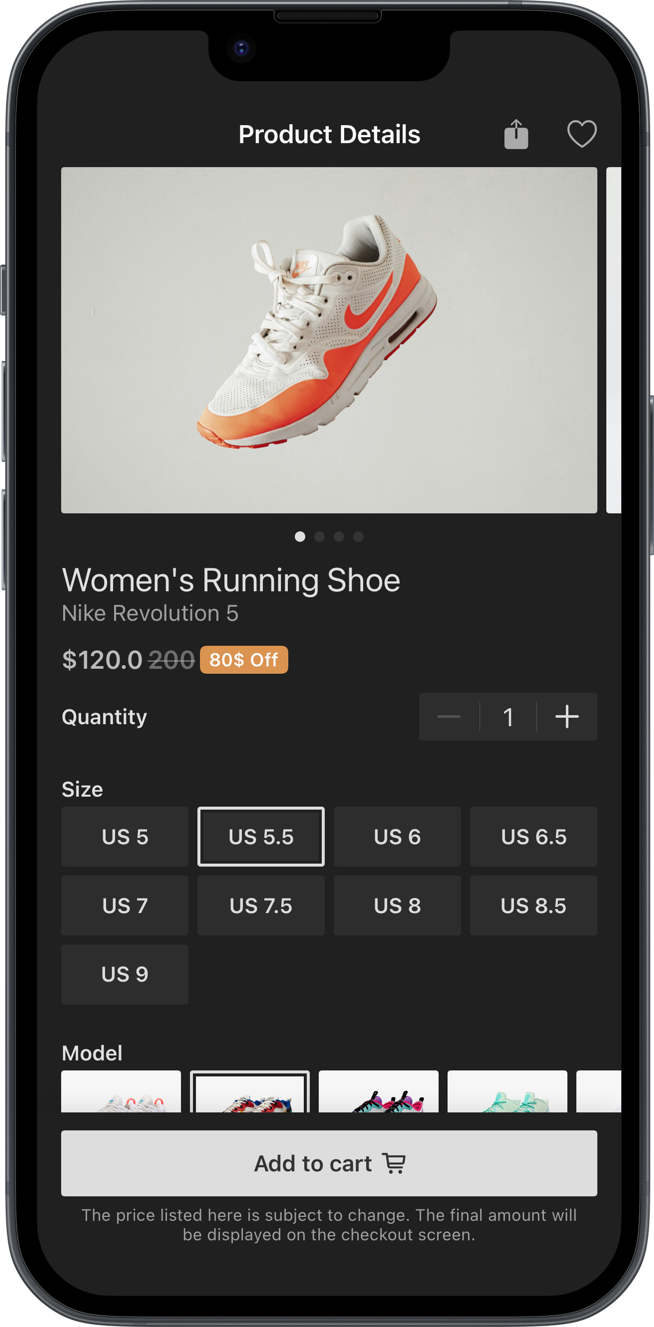 Product Details
Women's Running Shoe
Nike Revolution 5
$120.0 200 80$ Off
Quantity 1
Size
US 5 US 5.5 US 6 US 6.5
US 7 US 7.5 US 8 US 8.5
US 9
Model
Add to cart
The price listed here is subject to change. The final amount will
be displayed on the checkout screen.